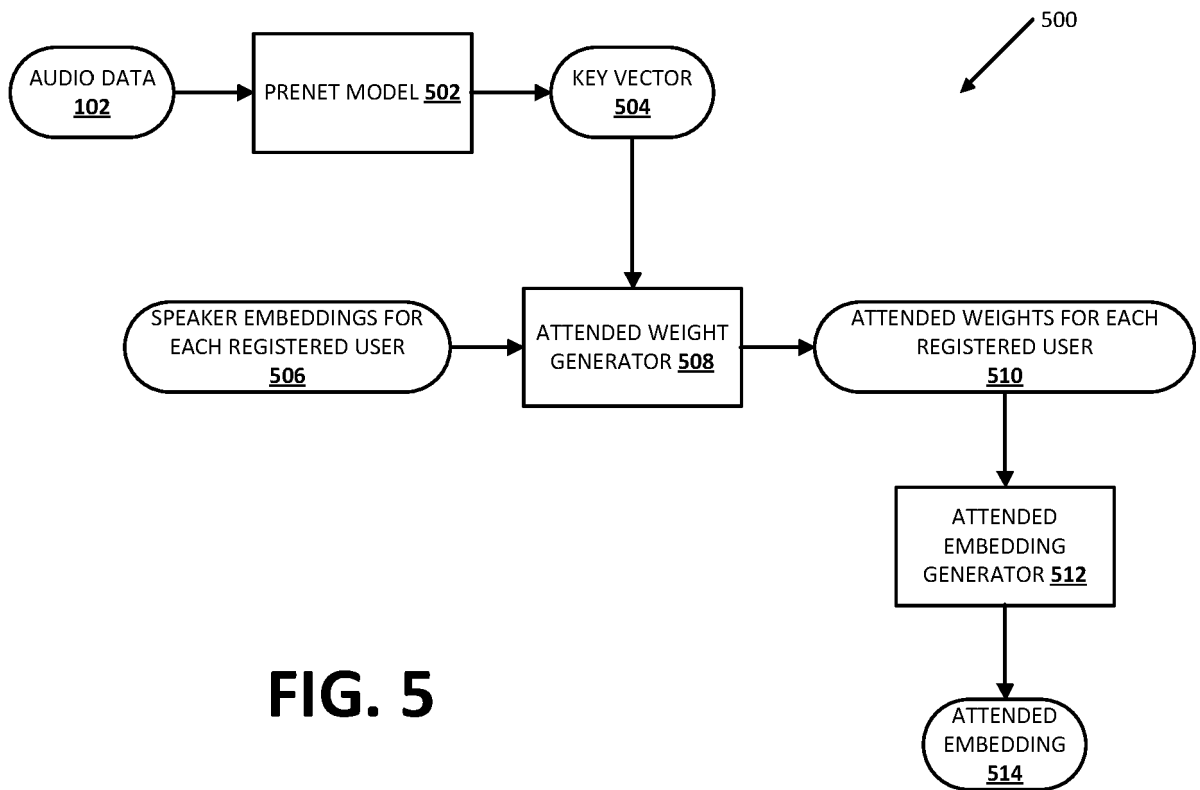 500
AUDIO DATA
102
PRENET MODEL 502
KEY VECTOR
504
SPEAKER EMBEDDINGS FOR
EACH REGISTERED USER
506
ATTENDED WEIGHT
GENERATOR 508
ATTENDED WEIGHTS FOR EACH
REGISTERED USER
510
ATTENDED
EMBEDDING
GENERATOR 512
ATTENDED
EMBEDDING
514
FIG. 5